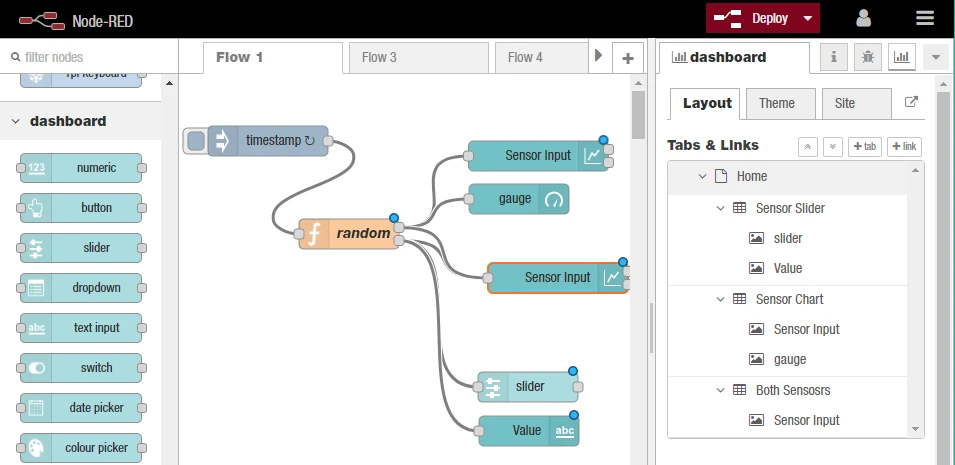 Node-RED
Deploy
filter nodes
Flow 1
Flow 3
Flow 4
+
dashboard
i
rpi keyboard
dashboard
Layout
Theme
Site
timestamp ↻
Tabs & Links
+ tab
+ link
123 numeric
button
slider
dropdown
abc text input
switch
date picker
colour picker
Sensor Input
gauge
f random
Sensor Input
slider
Value abc
Home
Sensor Slider
slider
Value
Sensor Chart
Sensor Input
gauge
Both Sensosrs
Sensor Input